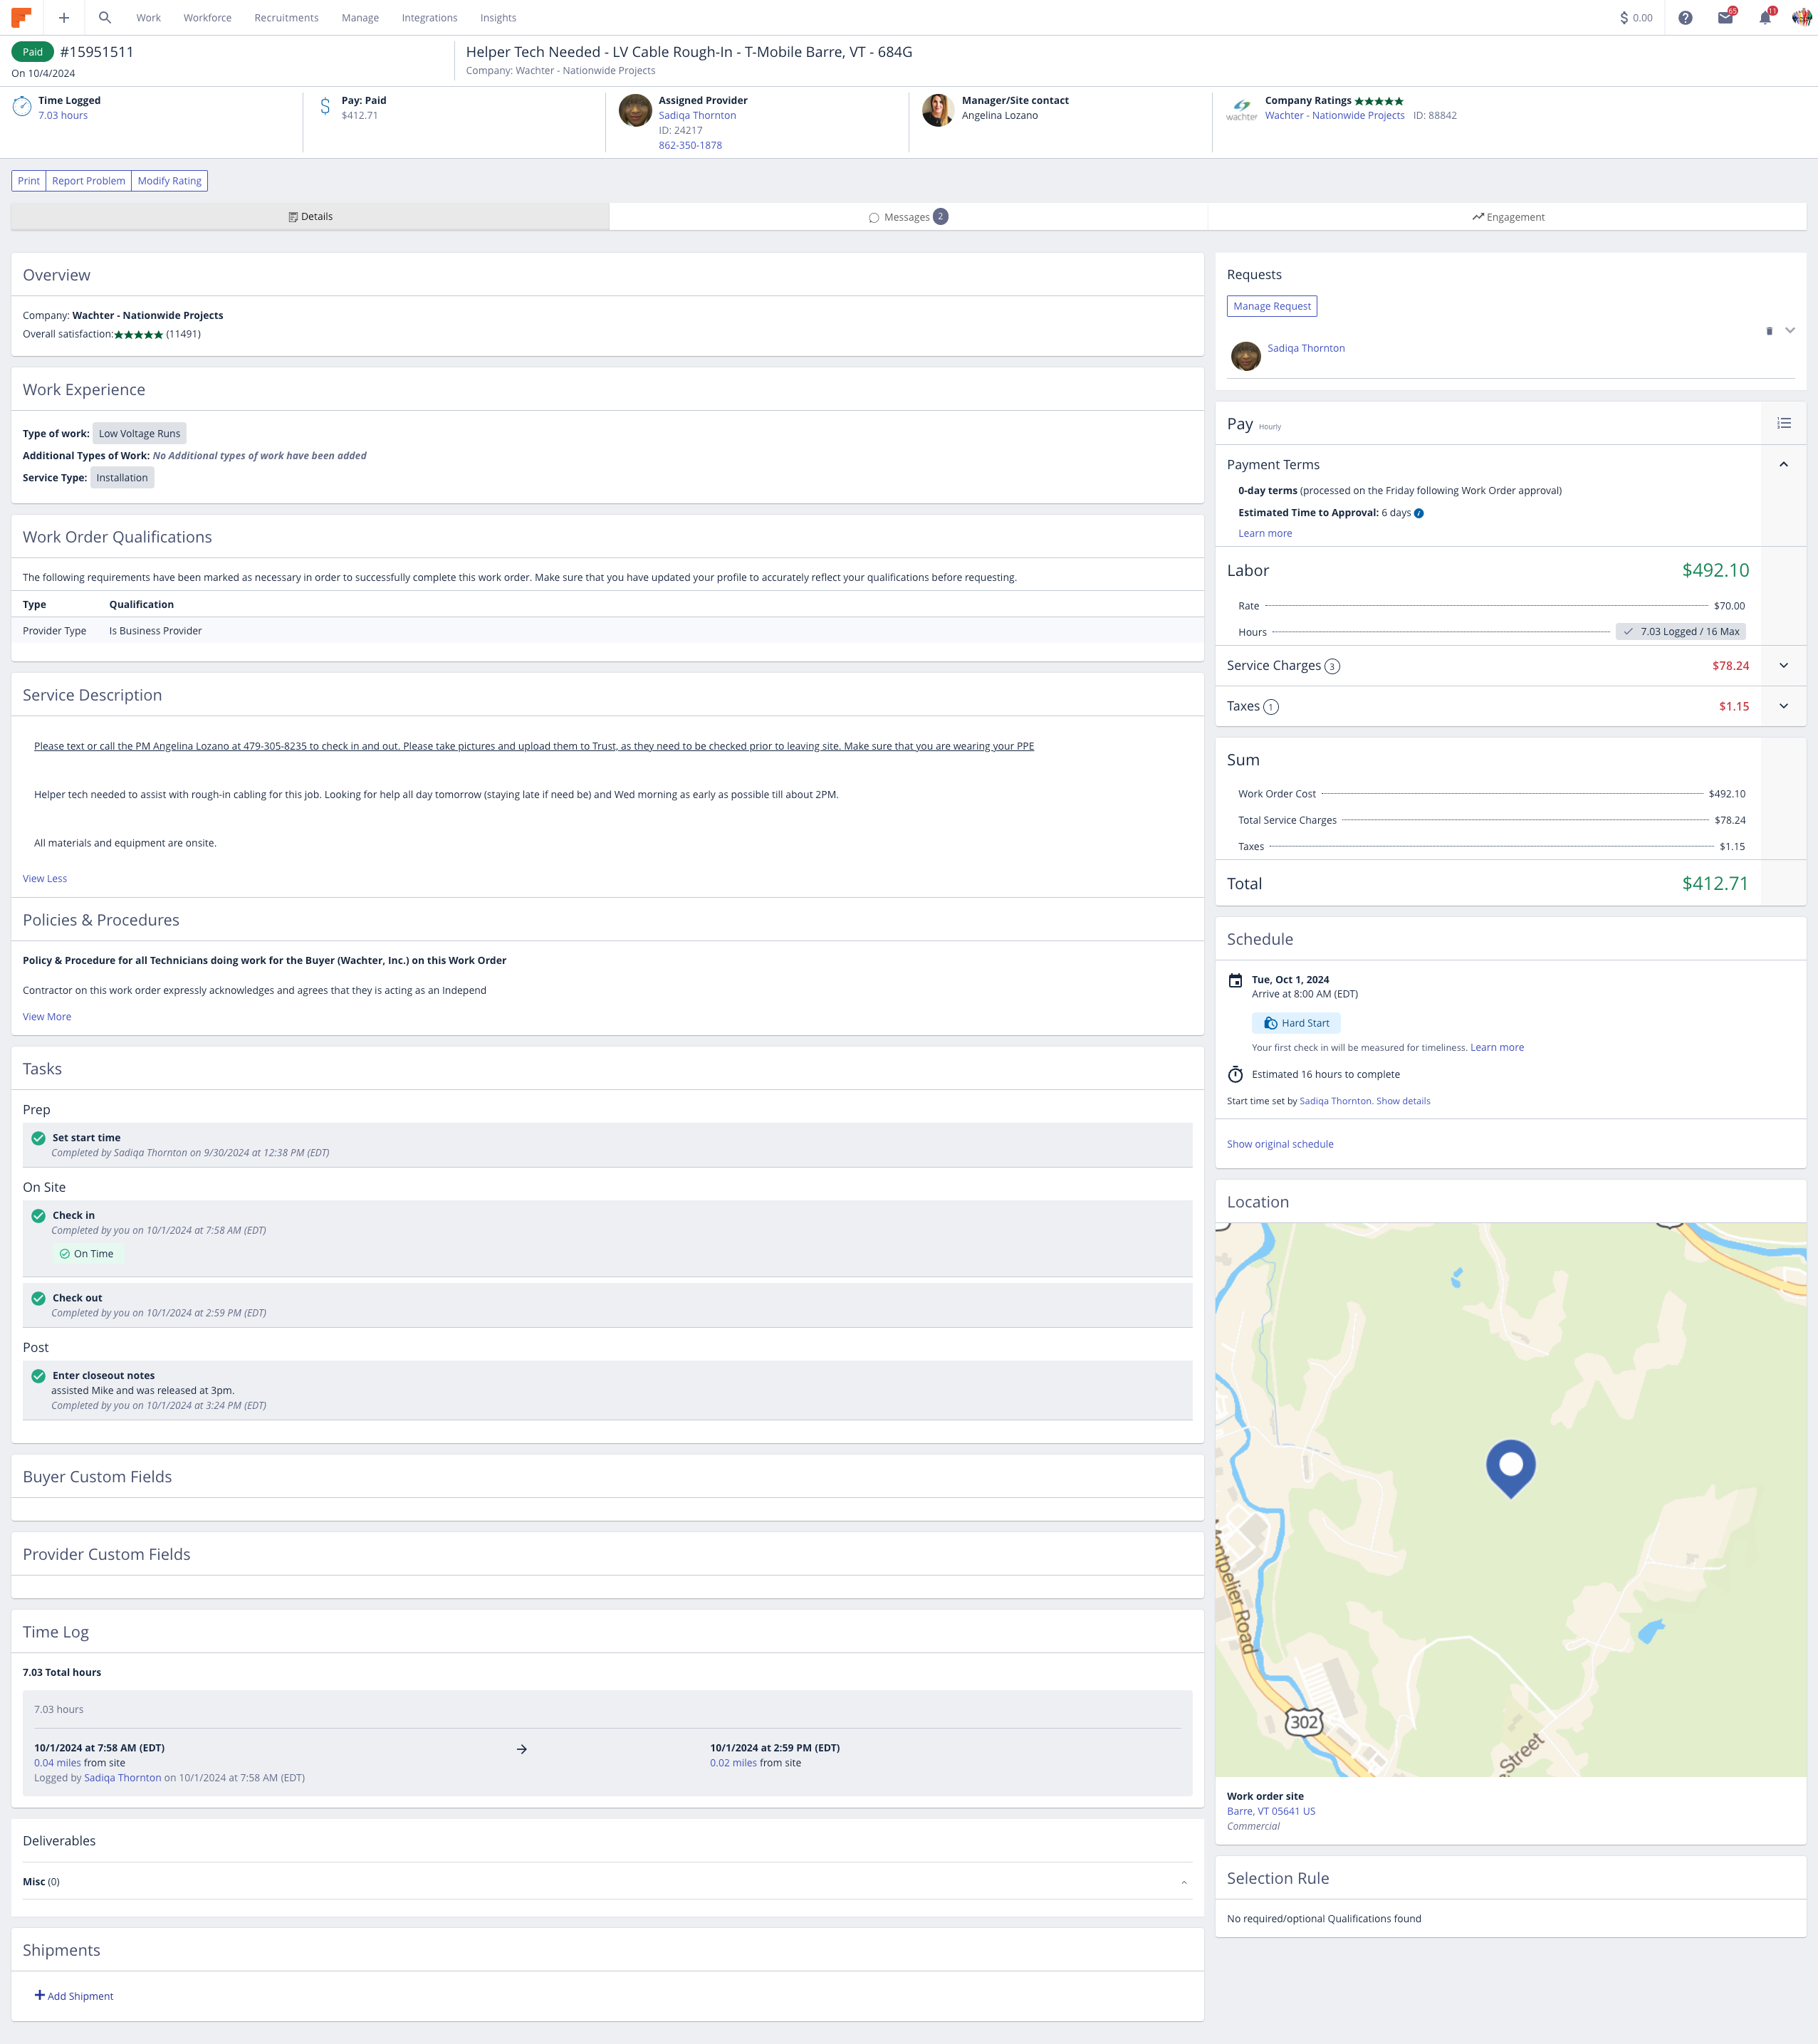 Work Workforce Recruitments Manage Integrations Insights
$ 0.00 65 11
Paid #15951511
On 10/4/2024
Helper Tech Needed - LV Cable Rough-In - T-Mobile Barre, VT - 684G
Company: Wachter - Nationwide Projects
Time Logged
7.03 hours
Pay: Paid
$412.71
Assigned Provider
Sadiqa Thornton
ID: 24217
862-350-1878
Manager/Site contact
Angelina Lozano
wachter
Company Ratings
Wachter - Nationwide Projects ID: 88842
Print Report Problem Modify Rating
Details
Messages 2
Engagement
Overview
Company: Wachter - Nationwide Projects
Overall satisfaction: (11491)
Work Experience
Type of work: Low Voltage Runs
Additional Types of Work: No Additional types of work have been added
Service Type: Installation
Work Order Qualifications
The following requirements have been marked as necessary in order to successfully complete this work order. Make sure that you have updated your profile to accurately reflect your qualifications before requesting.
Type Qualification
Provider Type Is Business Provider
Service Description
Please text or call the PM Angelina Lozano at 479-305-8235 to check in and out. Please take pictures and upload them to Trust, as they need to be checked prior to leaving site. Make sure that you are wearing your PPE
Helper tech needed to assist with rough-in cabling for this job. Looking for help all day tomorrow (staying late if need be) and Wed morning as early as possible till about 2PM.
All materials and equipment are onsite.
View Less
Policies & Procedures
Policy & Procedure for all Technicians doing work for the Buyer (Wachter, Inc.) on this Work Order
Contractor on this work order expressly acknowledges and agrees that they is acting as an Independ
View More
Tasks
Prep
Set start time
Completed by Sadiqa Thornton on 9/30/2024 at 12:38 PM (EDT)
On Site
Check in
Completed by you on 10/1/2024 at 7:58 AM (EDT)
On Time
Check out
Completed by you on 10/1/2024 at 2:59 PM (EDT)
Post
Enter closeout notes
assisted Mike and was released at 3pm.
Completed by you on 10/1/2024 at 3:24 PM (EDT)
Buyer Custom Fields
Provider Custom Fields
Time Log
7.03 Total hours
7.03 hours
10/1/2024 at 7:58 AM (EDT)
0.04 miles from site
Logged by Sadiqa Thornton on 10/1/2024 at 7:58 AM (EDT)
10/1/2024 at 2:59 PM (EDT)
0.02 miles from site
Deliverables
Misc (0)
Shipments
Add Shipment
Requests
Manage Request
Sadiqa Thornton
Pay Hourly
Payment Terms
0-day terms (processed on the Friday following Work Order approval)
Estimated Time to Approval: 6 days
Learn more
Labor $492.10
Rate $70.00
Hours 7.03 Logged / 16 Max
Service Charges 3 $78.24
Taxes 1 $1.15
Sum
Work Order Cost $492.10
Total Service Charges $78.24
Taxes $1.15
Total $412.71
Schedule
Tue, Oct 1, 2024
Arrive at 8:00 AM (EDT)
Hard Start
Your first check in will be measured for timeliness. Learn more
Estimated 16 hours to complete
Start time set by Sadiqa Thornton. Show details
Show original schedule
Location
ontpelier Road
302
Street
Work order site
Barre, VT 05641 US
Commercial
Selection Rule
No required/optional Qualifications found